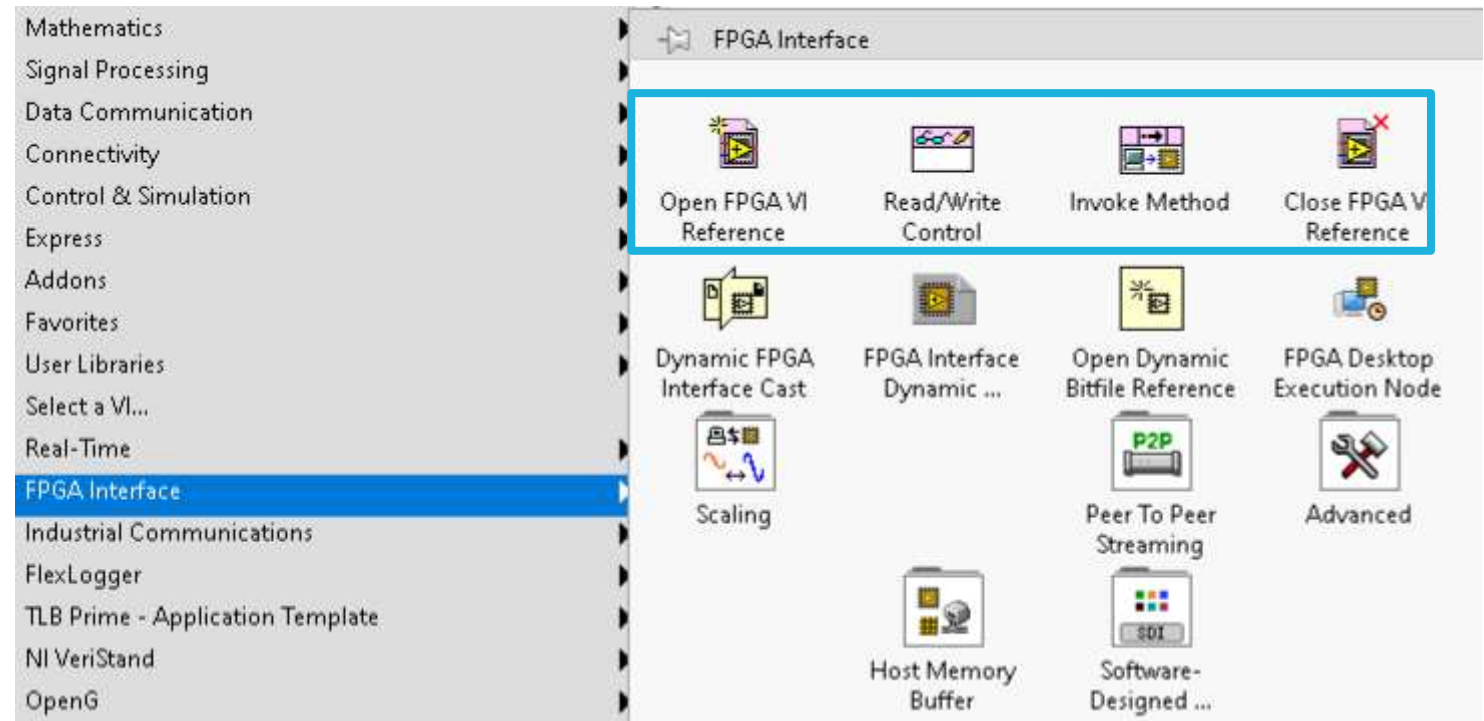 Mathematics
Signal Processing
Data Communication
Connectivity
Control & Simulation
Express
Addons
Favorites
User Libraries
Select a VI...
Real-Time
FPGA Interface
Industrial Communications
FlexLogger
TLB Prime - Application Template
NI VeriStand
OpenG
FPGA Interface
Open FPGA VI
Reference
Read/Write
Control
Invoke Method
Close FPGA V
Reference
Dynamic FPGA
Interface Cast
FPGA Interface
Dynamic ...
Open Dynamic
Bitfile Reference
FPGA Desktop
Execution Node
Scaling
P2P
Peer To Peer
Streaming
Advanced
Host Memory
Buffer
SDI
Software-
Designed ...